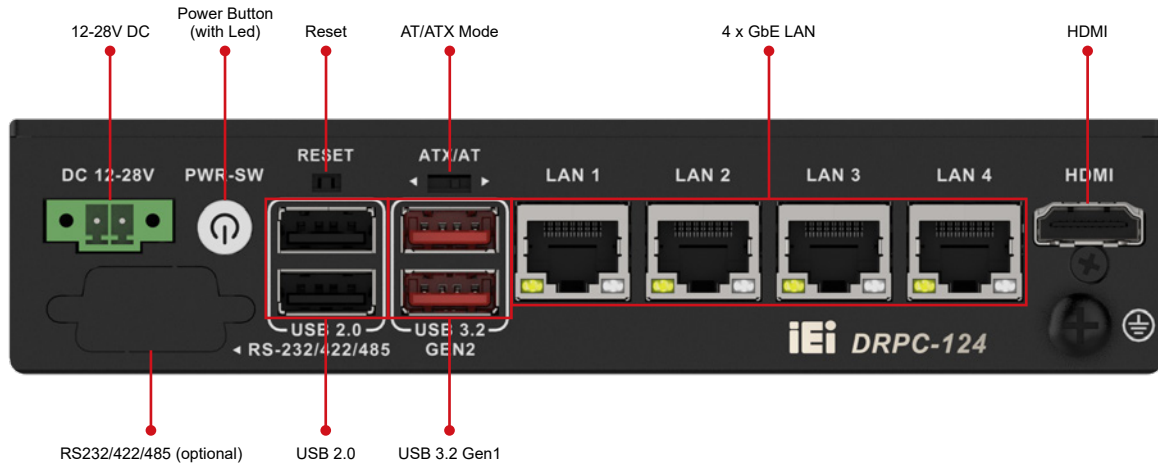 12-28V DC
Power Button
(with Led)
Reset
AT/ATX Mode
4 x GbE LAN
HDMI
DC 12-28V
PWR-SW
RESET
ATX/AT
LAN 1
LAN 2
LAN 3
LAN 4
HDMI
USB 2.0
USB 3.2
GEN2
RS-232/422/485
iEi DRPC-124
RS232/422/485 (optional)
USB 2.0
USB 3.2 Gen1